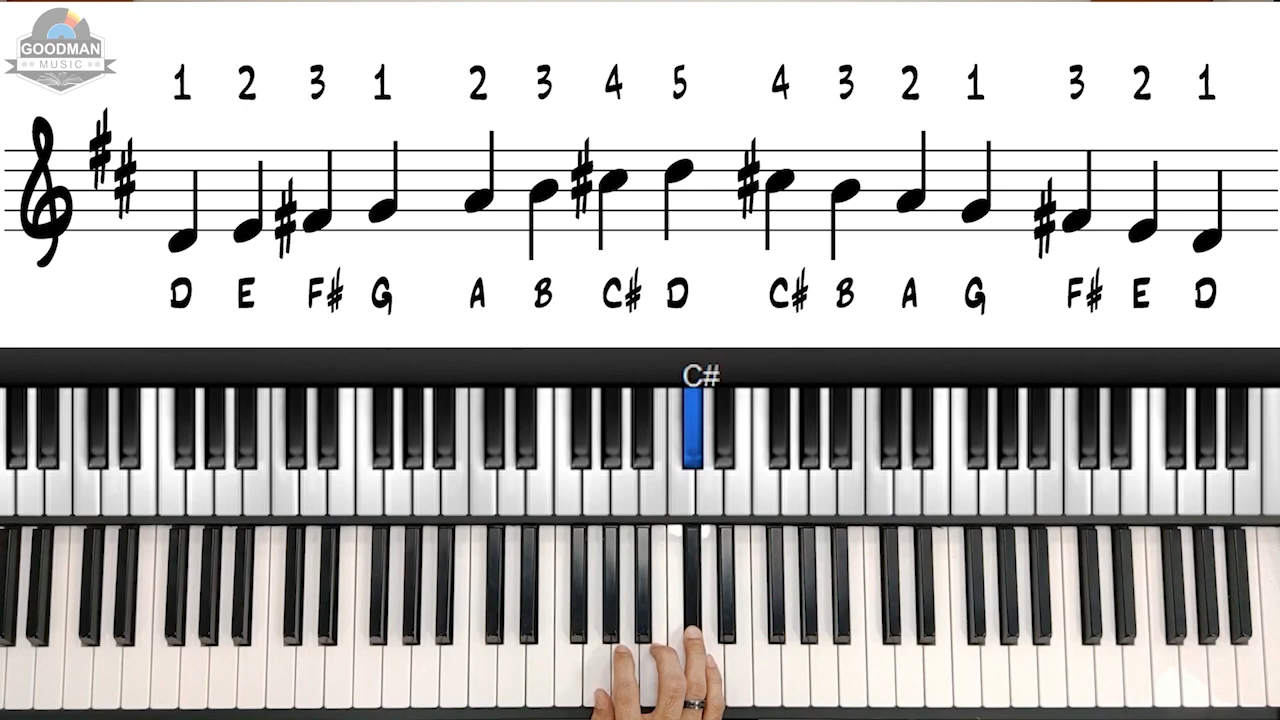 GOODMAN
MUSIC
1 2 3 1 2 3 4 5 4 3 2 1 3 2 1
D E F# G A B C# D C# B A G F# E D
C#